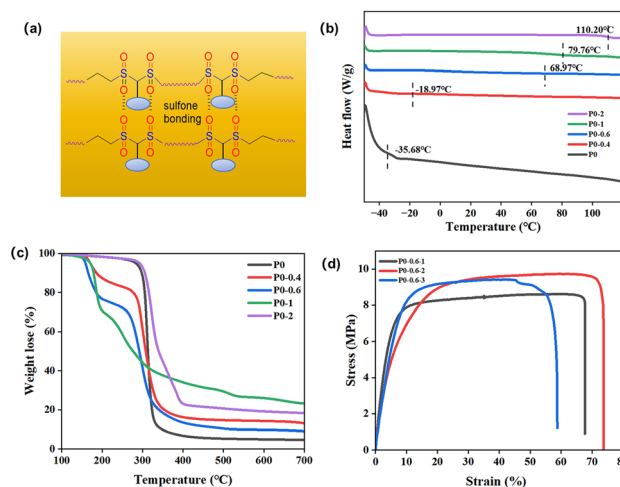 (a)
O O O O
S S S S
O O O O
sulfone
bonding
O O O O
S S S S
O O O O
(b)
110.20℃
79.76℃
68.97℃
-18.97℃
-35.68℃
P0-2
P0-1
P0-0.6
P0-0.4
P0
Heat flow (W/g)
-50 -40 -20 0 20 40 60 80 100
Temperature (℃)
(c)
P0
P0-0.4
P0-0.6
P0-1
P0-2
100
80
60
40
20
0
Weight lose (%)
100 200 300 400 500 600 700
Temperature (℃)
(d)
P0-0.6-1
P0-0.6-2
P0-0.6-3
10
8
6
4
2
0
Stress (MPa)
0 10 20 30 40 50 60 70 80
Strain (%)